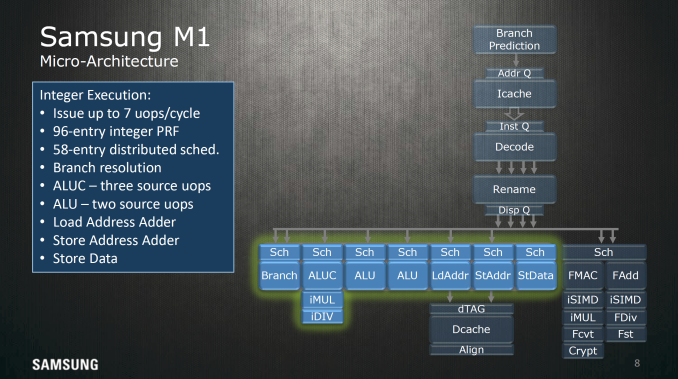 Samsung M1
Micro-Architecture
Integer Execution:
• Issue up to 7 uops/cycle
• 96-entry integer PRF
• 58-entry distributed sched.
• Branch resolution
• ALUC – three source uops
• ALU – two source uops
• Load Address Adder
• Store Address Adder
• Store Data
Branch
Prediction
Addr Q
Icache
Inst Q
Decode
Rename
Disp Q
Sch Sch Sch Sch Sch Sch Sch Sch
Branch ALUC ALU ALU LdAddr StAddr StData FMAC FAdd
iMUL iSIMD iSIMD
iDIV dTAG iMUL FDiv
Dcache Fcvt Fst
Align Crypt
SAMSUNG 8